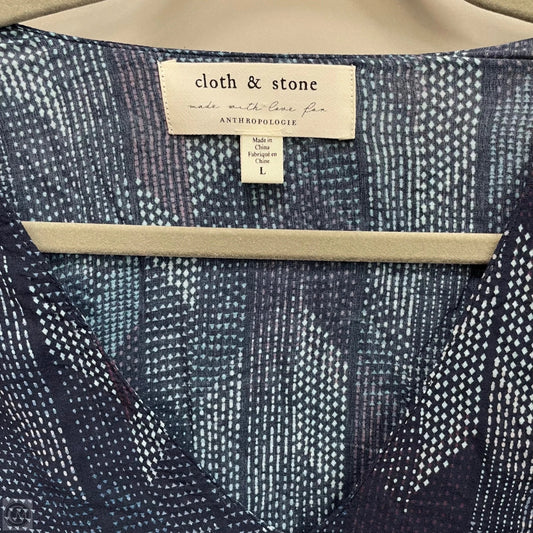 cloth & stone
made with love for
ANTHROPOLOGIE
Made in
China
Fabriqué en
Chine
L